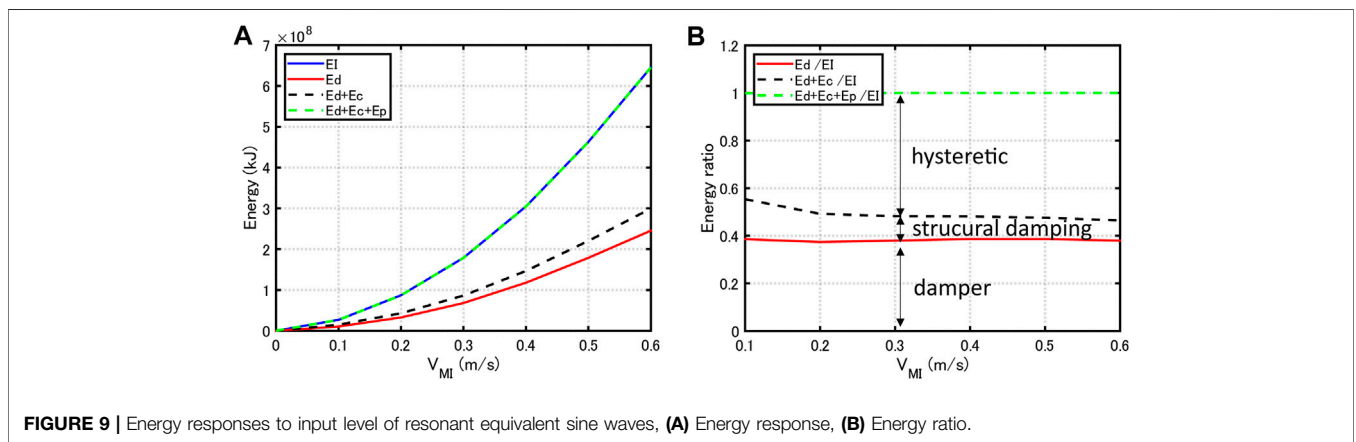 A
×10⁸
7
6
5
4
3
2
1
0
Energy (kJ)
EI
Ed
Ed+Ec
Ed+Ec+Ep
0 0.1 0.2 0.3 0.4 0.5 0.6
V_MI (m/s)
B
1.2
1
0.8
0.6
0.4
0.2
0
Energy ratio
Ed /EI
Ed+Ec /EI
Ed+Ec+Ep /EI
hysteretic
strucural damping
damper
0.1 0.2 0.3 0.4 0.5 0.6
V_MI (m/s)
FIGURE 9 | Energy responses to input level of resonant equivalent sine waves, (A) Energy response, (B) Energy ratio.